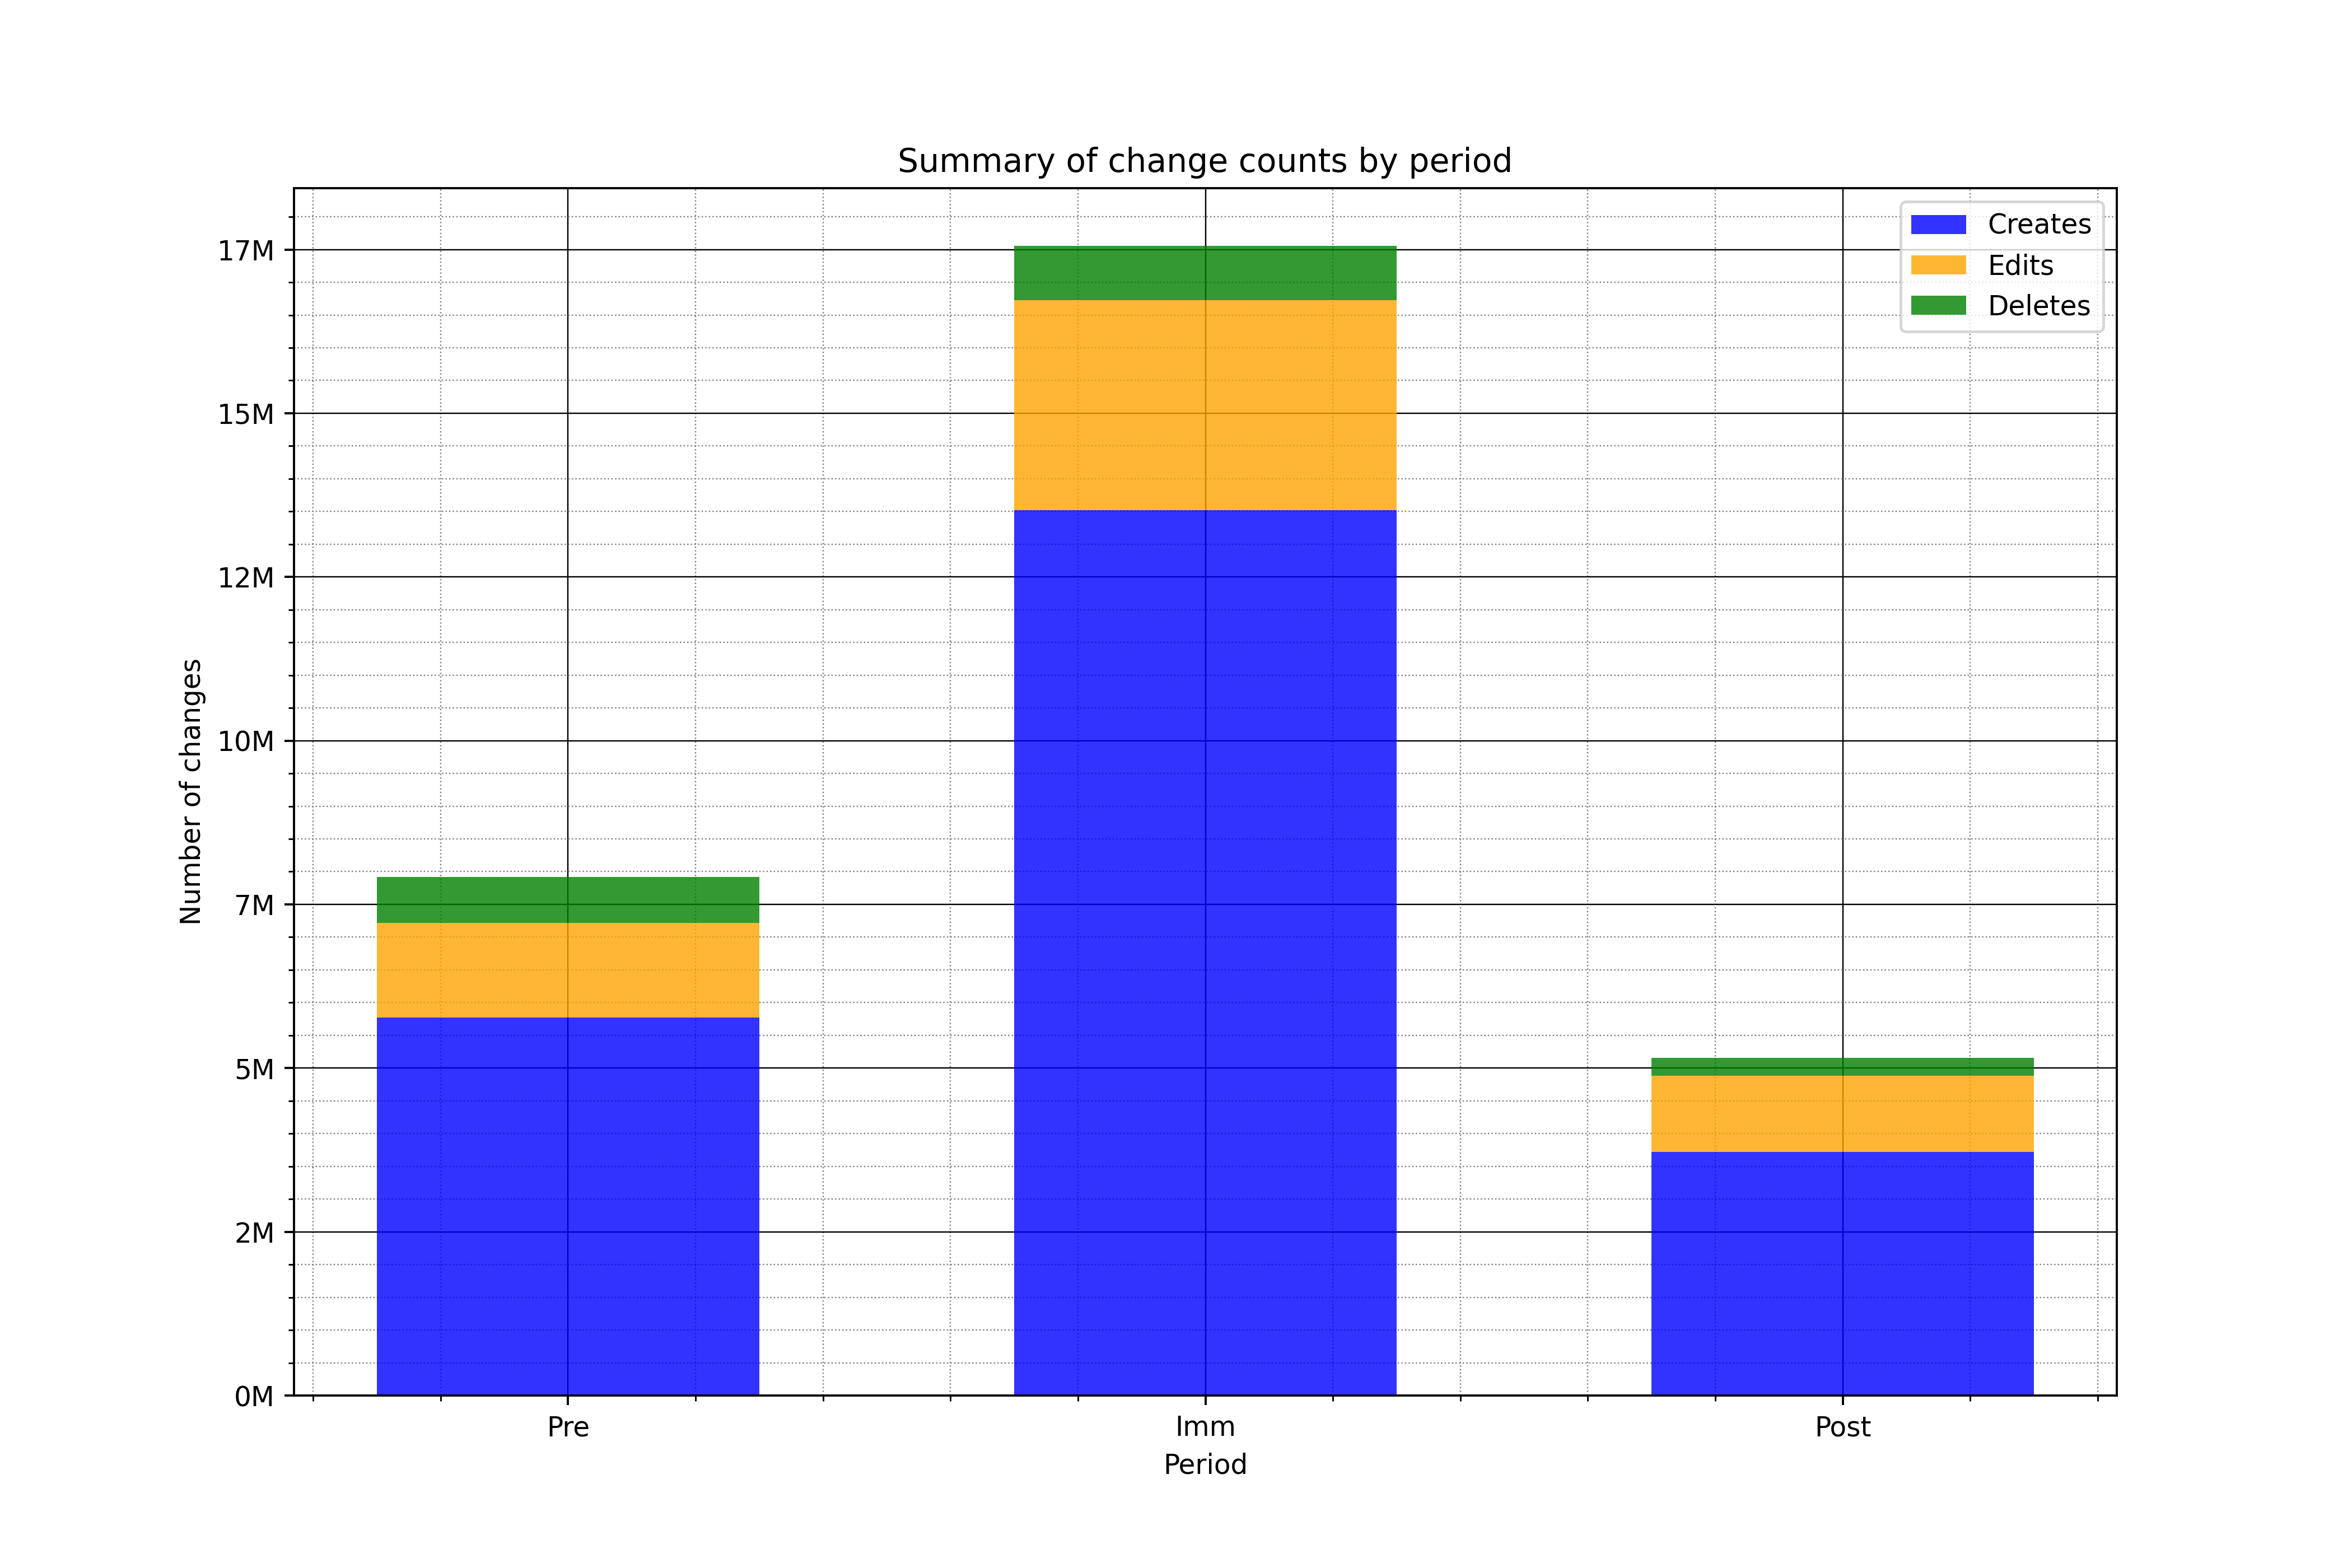 Summary of change counts by period
Creates
Edits
Deletes
17M
15M
12M
10M
7M
5M
2M
0M
Number of changes
Pre
Imm
Post
Period